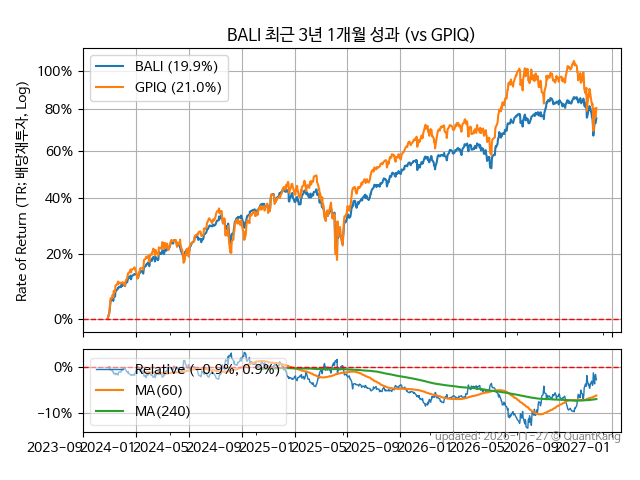 BALI 최근 3년 1개월 성과 (vs GPIQ)
Rate of Return (TR: 배당재투자, Log)
100%
80%
60%
40%
20%
0%
BALI (19.9%)
GPIQ (21.0%)
0%
−10%
Relative (−0.9%, 0.9%)
MA(60)
MA(240)
updated: 2026-11-27 © QuantKang
2023-09 2024-01 2024-05 2024-09 2025-01 2025-05 2025-09 2026-01 2026-05 2026-09 2027-01